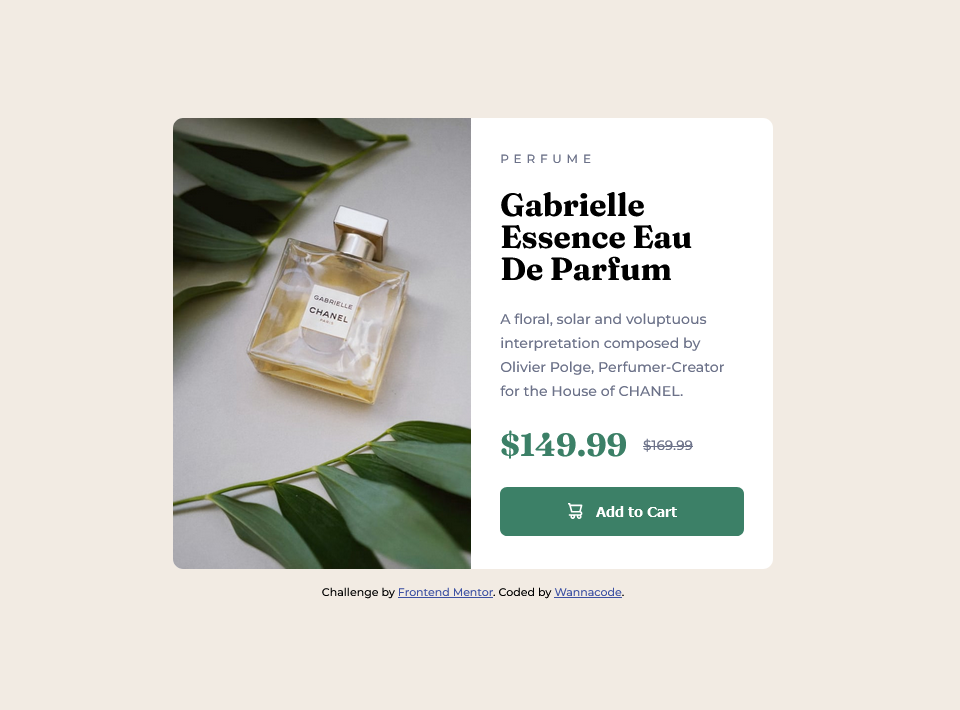 GABRIELLE
CHANEL
PARIS
PERFUME
Gabrielle
Essence Eau
De Parfum
A floral, solar and voluptuous
interpretation composed by
Olivier Polge, Perfumer-Creator
for the House of CHANEL.
$149.99 $169.99
Add to Cart
Challenge by Frontend Mentor. Coded by Wannacode.